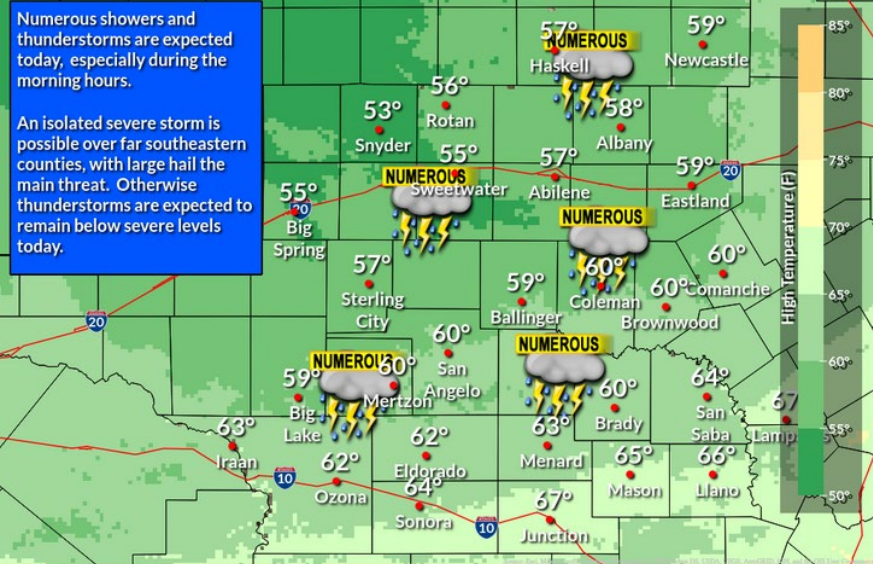 Numerous showers and
thunderstorms are expected
today, especially during the
morning hours.
An isolated severe storm is
possible over far southeastern
counties, with large hail the
main threat. Otherwise
thunderstorms are expected to
remain below severe levels
today.
57°
NUMEROUS
Haskell
59°
Newcastle
56°
Rotan
53°
Snyder
58°
Albany
55°
NUMEROUS
Sweetwater
57°
Abilene
59°
Eastland
20
55°
20
Big
Spring
NUMEROUS
57°
Sterling
City
59°
Ballinger
60°
Coleman
60°
Brownwood
60°
Comanche
20
60°
San
Angelo
NUMEROUS
NUMEROUS
60°
Mertzon
59°
Big
Lake
60°
Brady
64°
San
Saba
67
Lamp
63°
Iraan
62°
Eldorado
63°
Menard
65°
Mason
66°
Llano
10
62°
Ozona
64°
Sonora
10
67°
Junction
High Temperature (F)
85°
80°
75°
70°
65°
60°
55°
50°